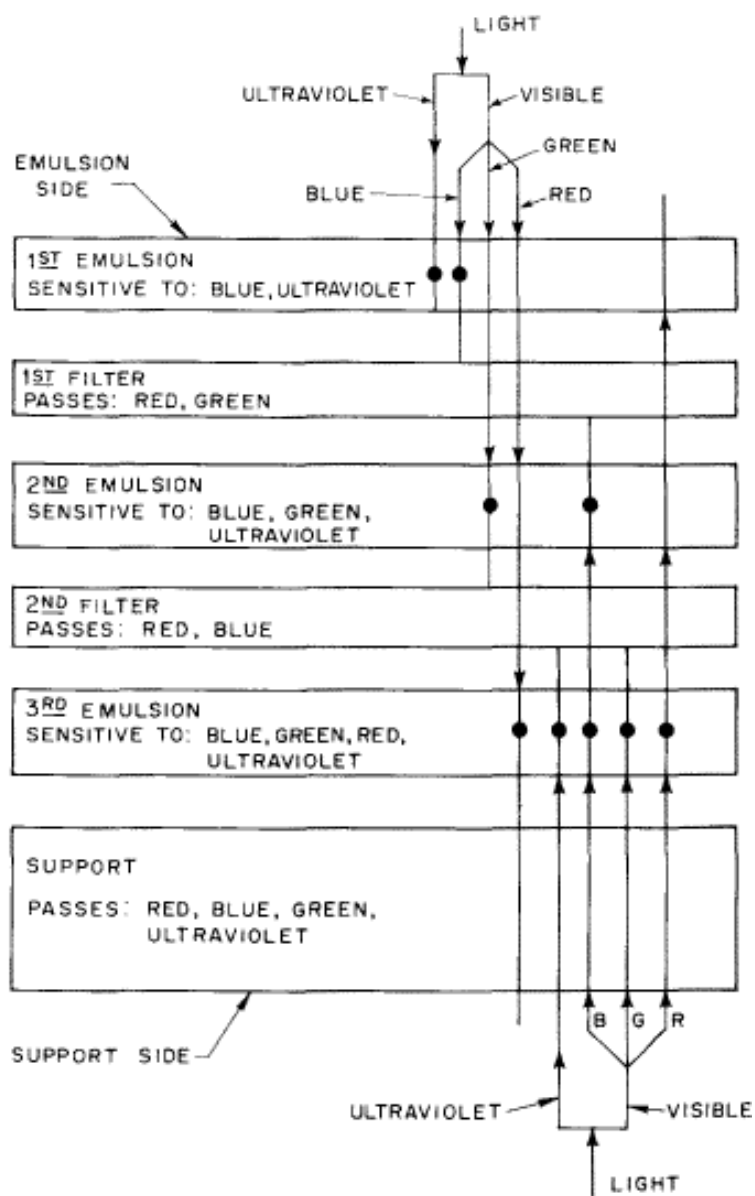 LIGHT
ULTRAVIOLET
VISIBLE
GREEN
EMULSION
SIDE
BLUE
RED
1ST EMULSION
SENSITIVE TO: BLUE, ULTRAVIOLET
1ST FILTER
PASSES: RED, GREEN
2ND EMULSION
SENSITIVE TO: BLUE, GREEN,
ULTRAVIOLET
2ND FILTER
PASSES: RED, BLUE
3RD EMULSION
SENSITIVE TO: BLUE, GREEN, RED,
ULTRAVIOLET
SUPPORT
PASSES: RED, BLUE, GREEN,
ULTRAVIOLET
B G R
SUPPORT SIDE
ULTRAVIOLET
VISIBLE
LIGHT